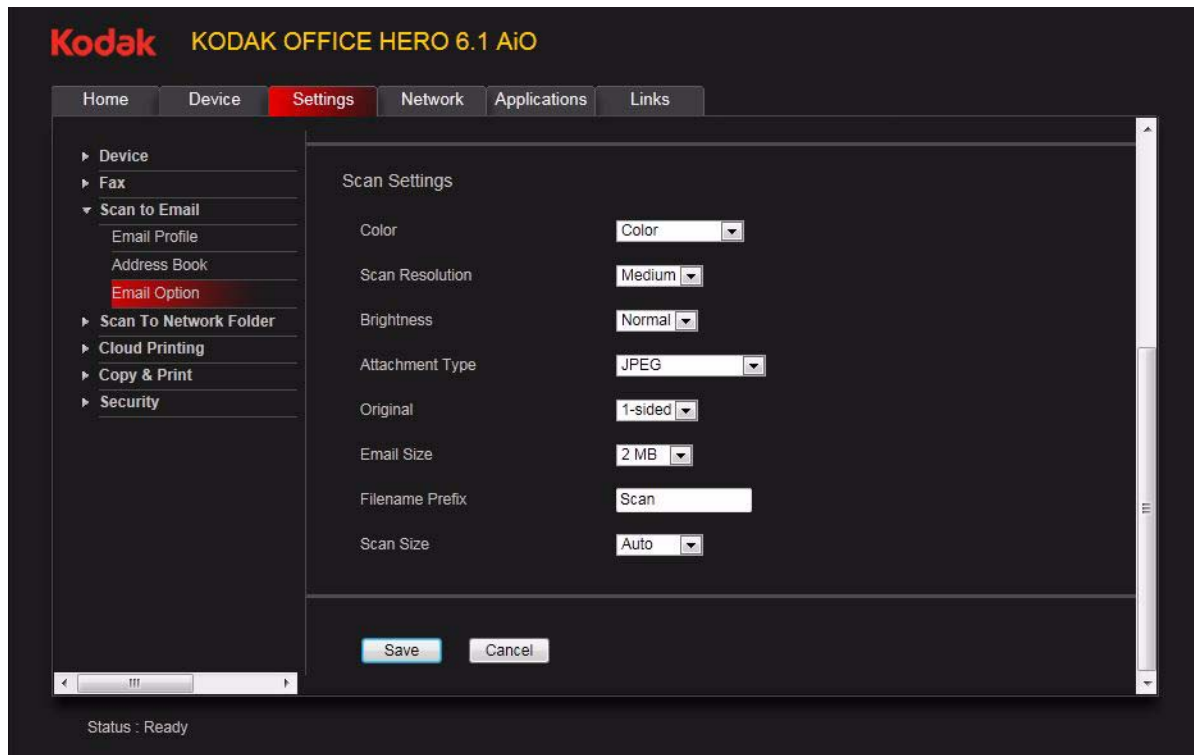 Kodak KODAK OFFICE HERO 6.1 AiO
Home Device Settings Network Applications Links
Device
Fax
Scan to Email
Email Profile
Address Book
Email Option
Scan To Network Folder
Cloud Printing
Copy & Print
Security
Scan Settings
Color Color
Scan Resolution Medium
Brightness Normal
Attachment Type JPEG
Original 1-sided
Email Size 2 MB
Filename Prefix Scan
Scan Size Auto
Save Cancel
Status : Ready